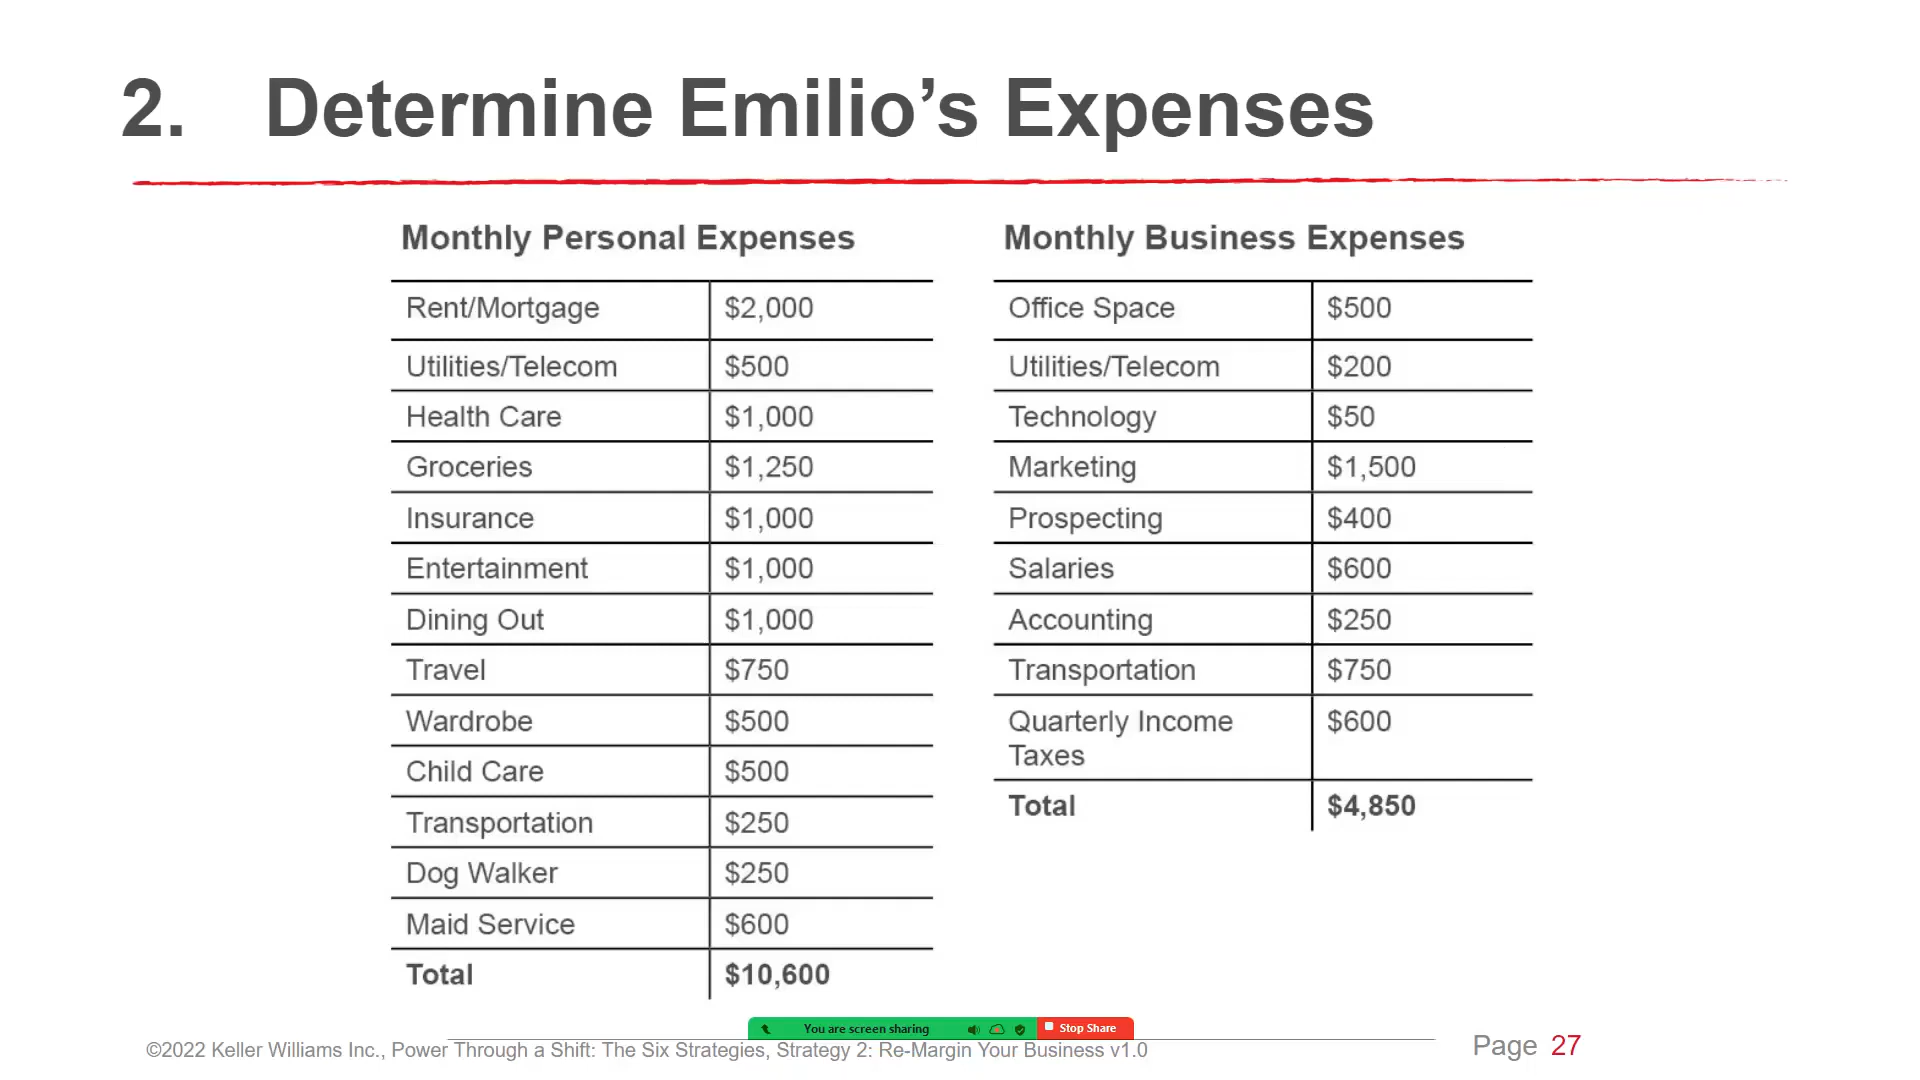 2. Determine Emilio’s Expenses
Monthly Personal Expenses
Rent/Mortgage $2,000
Utilities/Telecom $500
Health Care $1,000
Groceries $1,250
Insurance $1,000
Entertainment $1,000
Dining Out $1,000
Travel $750
Wardrobe $500
Child Care $500
Transportation $250
Dog Walker $250
Maid Service $600
Total $10,600
Monthly Business Expenses
Office Space $500
Utilities/Telecom $200
Technology $50
Marketing $1,500
Prospecting $400
Salaries $600
Accounting $250
Transportation $750
Quarterly Income $600
Taxes
Total $4,850
You are screen sharing Stop Share
©2022 Keller Williams Inc., Power Through a Shift: The Six Strategies, Strategy 2: Re-Margin Your Business v1.0
Page 27